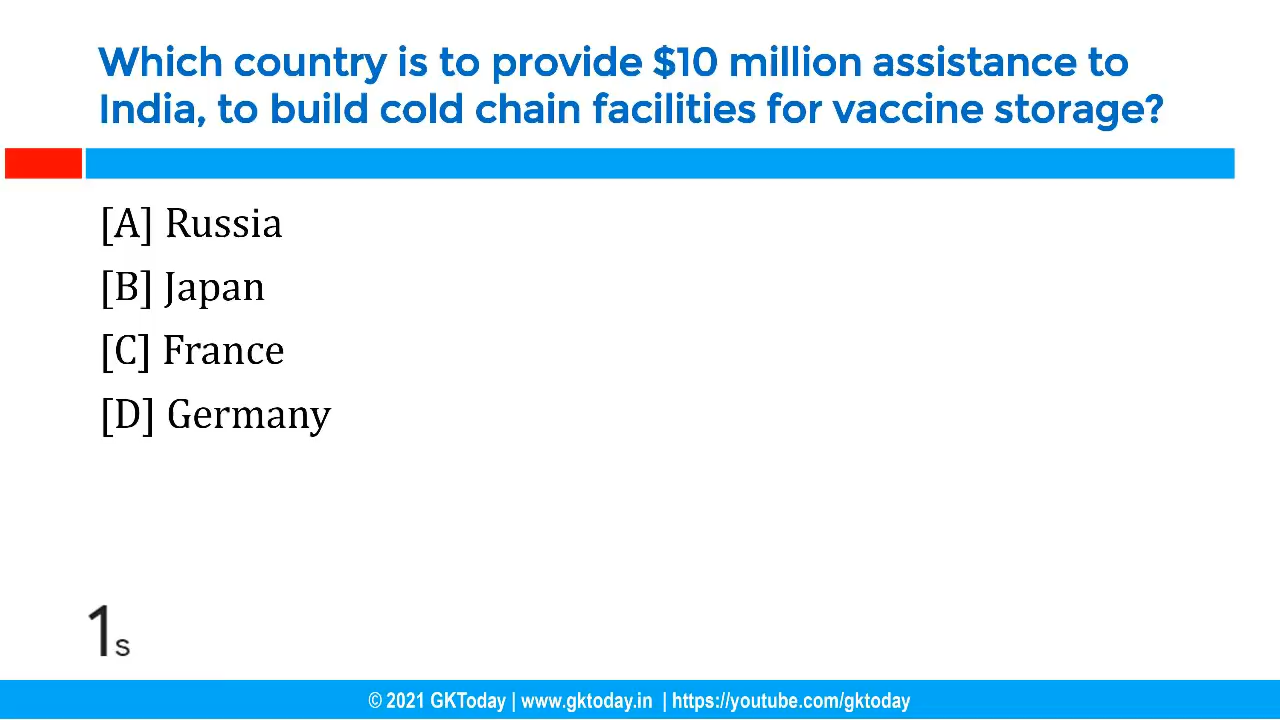 Which country is to provide $10 million assistance to
India, to build cold chain facilities for vaccine storage?
[A] Russia
[B] Japan
[C] France
[D] Germany
1s
© 2021 GKToday | www.gktoday.in | https://youtube.com/gktoday